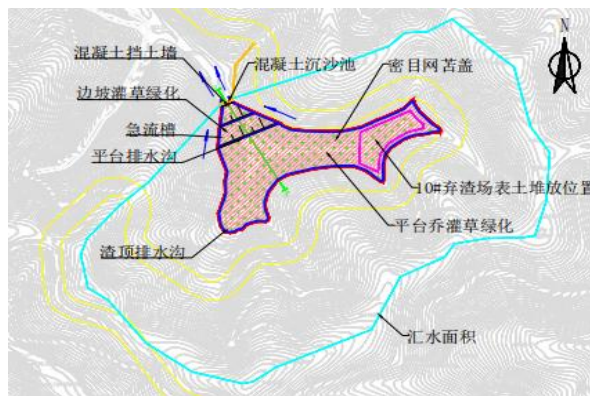 N
混凝土挡土墙
混凝土沉沙池
密目网苫盖
边坡灌草绿化
急流槽
平台排水沟
10#弃渣场表土堆放位置
平台乔灌草绿化
渣顶排水沟
汇水面积